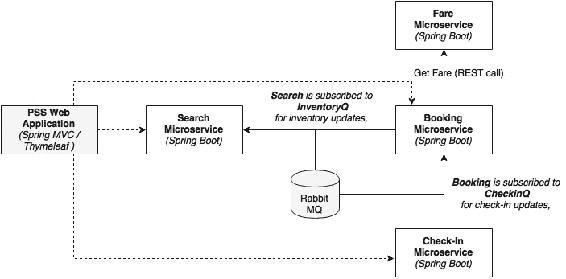 Fare
Microservice
(Spring Boot)
Get Fare (REST call)
Search is subscribed to
InventoryQ
for inventory updates,
PSS Web
Application
(Spring MVC /
Thymeleaf )
Search
Microservice
(Spring Boot)
Booking
Microservice
(Spring Boot)
Rabbit
MQ
Booking is subscribed to
CheckInQ
for check-in updates,
Check-In
Microservice
(Spring Boot)